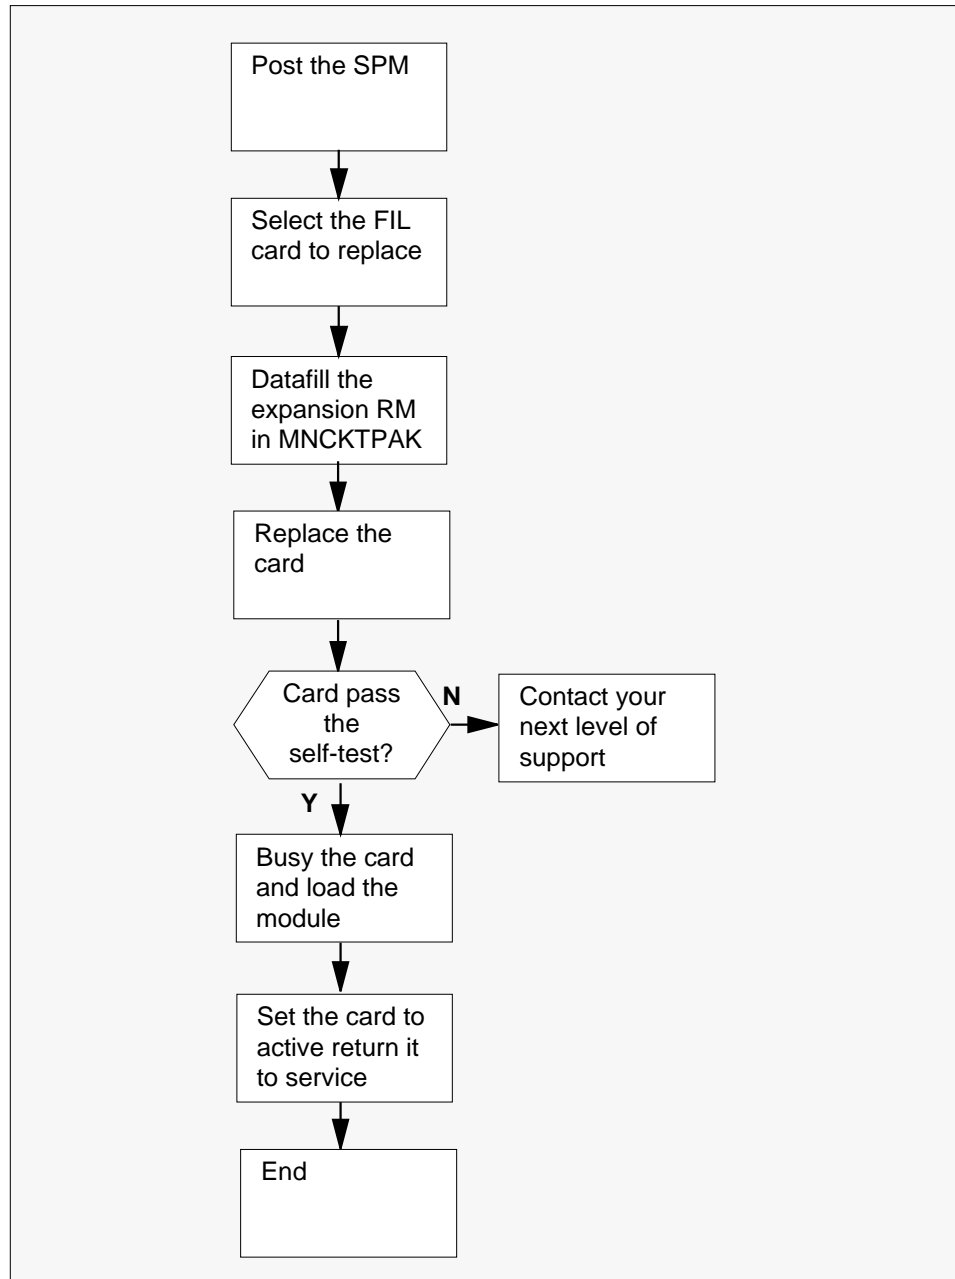 Post the SPM
Select the FIL
card to replace
Datafill the
expansion RM
in MNCKTPAK
Replace the
card
Card pass
the
self-test?
N
Contact your
next level of
support
Y
Busy the card
and load the
module
Set the card to
active return it
to service
End